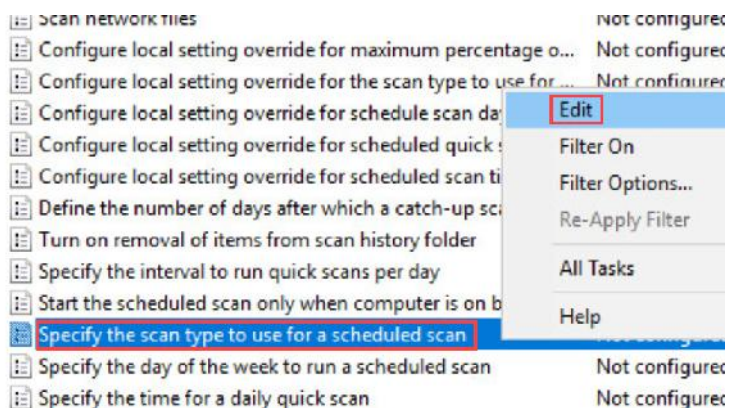 Scan network files Not configured
Configure local setting override for maximum percentage o... Not configured
Configure local setting override for the scan type to use for ... Not configured
Configure local setting override for schedule scan da
Edit
Configure local setting override for scheduled quick s
Filter On
Configure local setting override for scheduled scan ti
Filter Options...
Define the number of days after which a catch-up sca
Re-Apply Filter
Turn on removal of items from scan history folder
Specify the interval to run quick scans per day
All Tasks
Start the scheduled scan only when computer is on b
Help
Specify the scan type to use for a scheduled scan
Specify the day of the week to run a scheduled scan Not configured
Specify the time for a daily quick scan Not configured